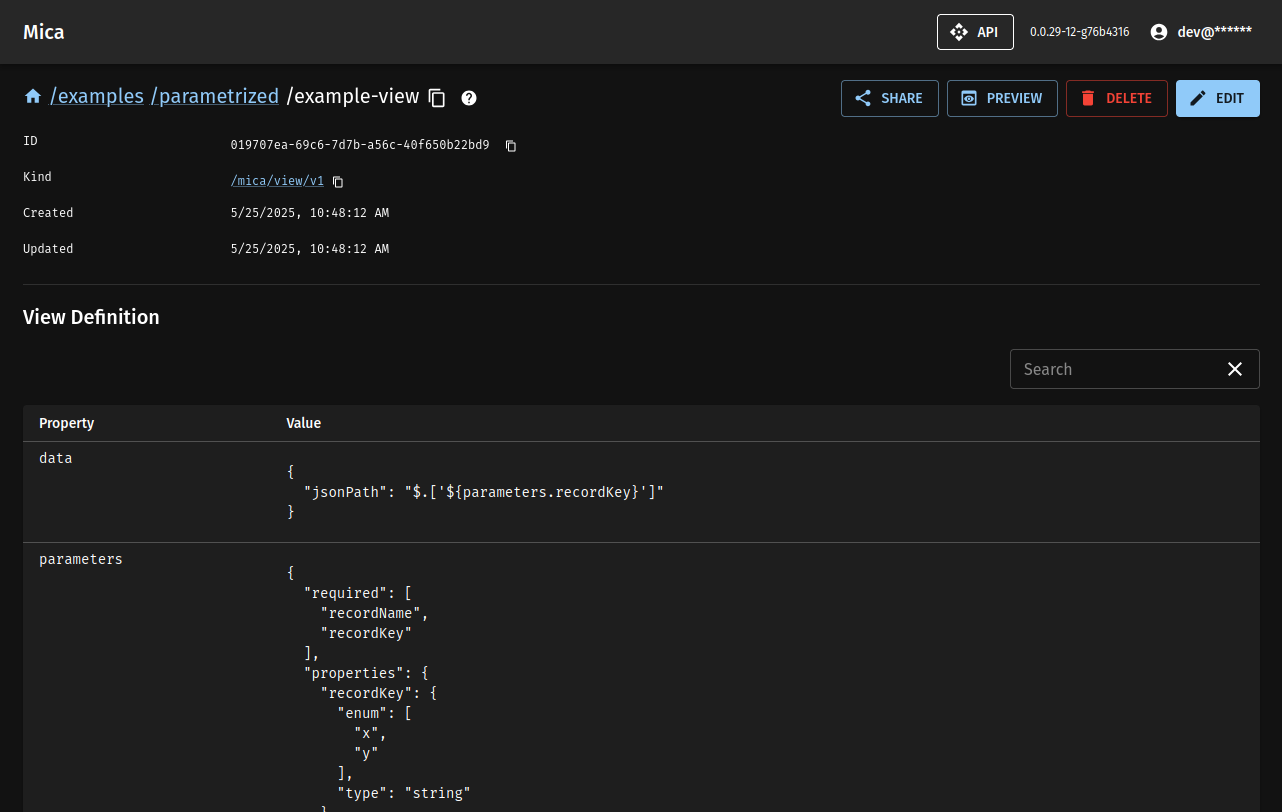 Mica
API
0.0.29-12-g76b4316
dev@******
/examples /parametrized /example-view
SHARE
PREVIEW
DELETE
EDIT
ID 019707ea-69c6-7d7b-a56c-40f650b22bd9
Kind /mica/view/v1
Created 5/25/2025, 10:48:12 AM
Updated 5/25/2025, 10:48:12 AM
View Definition
Search
Property Value
data
{
  "jsonPath": "$.['${parameters.recordKey}']"
}
parameters
{
  "required": [
    "recordName",
    "recordKey"
  ],
  "properties": {
    "recordKey": {
      "enum": [
        "x",
        "y"
      ],
      "type": "string"
    }